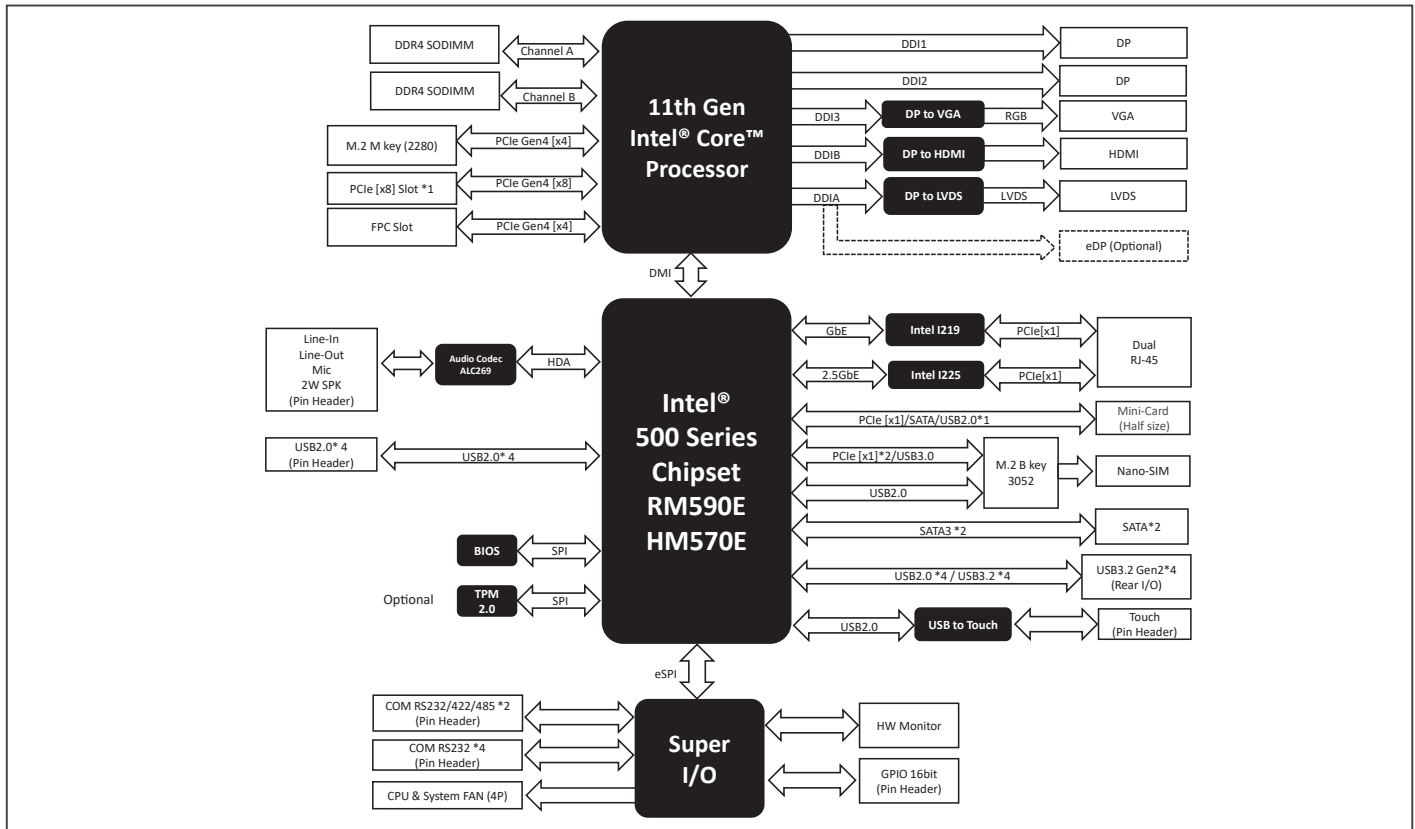 DDR4 SODIMM
Channel A
DDR4 SODIMM
Channel B
M.2 M key (2280)
PCIe Gen4 [x4]
PCIe [x8] Slot *1
PCIe Gen4 [x8]
FPC Slot
PCIe Gen4 [x4]
11th Gen
Intel® Core™
Processor
DDI1
DP
DDI2
DP
DDI3
DP to VGA
RGB
VGA
DDIB
DP to HDMI
HDMI
DDIA
DP to LVDS
LVDS
LVDS
eDP (Optional)
DMI
Line-In
Line-Out
Mic
2W SPK
(Pin Header)
Audio Codec
ALC269
HDA
USB2.0* 4
(Pin Header)
USB2.0* 4
BIOS
SPI
Optional
TPM
2.0
SPI
Intel®
500 Series
Chipset
RM590E
HM570E
GbE
Intel I219
PCIe[x1]
Dual
RJ-45
2.5GbE
Intel I225
PCIe[x1]
PCIe [x1]/SATA/USB2.0*1
Mini-Card
(Half size)
PCIe [x1]*2/USB3.0
USB2.0
M.2 B key
3052
Nano-SIM
SATA3 *2
SATA*2
USB2.0 *4 / USB3.2 *4
USB3.2 Gen2*4
(Rear I/O)
USB2.0
USB to Touch
Touch
(Pin Header)
eSPI
COM RS232/422/485 *2
(Pin Header)
COM RS232 *4
(Pin Header)
CPU & System FAN (4P)
Super
I/O
HW Monitor
GPIO 16bit
(Pin Header)